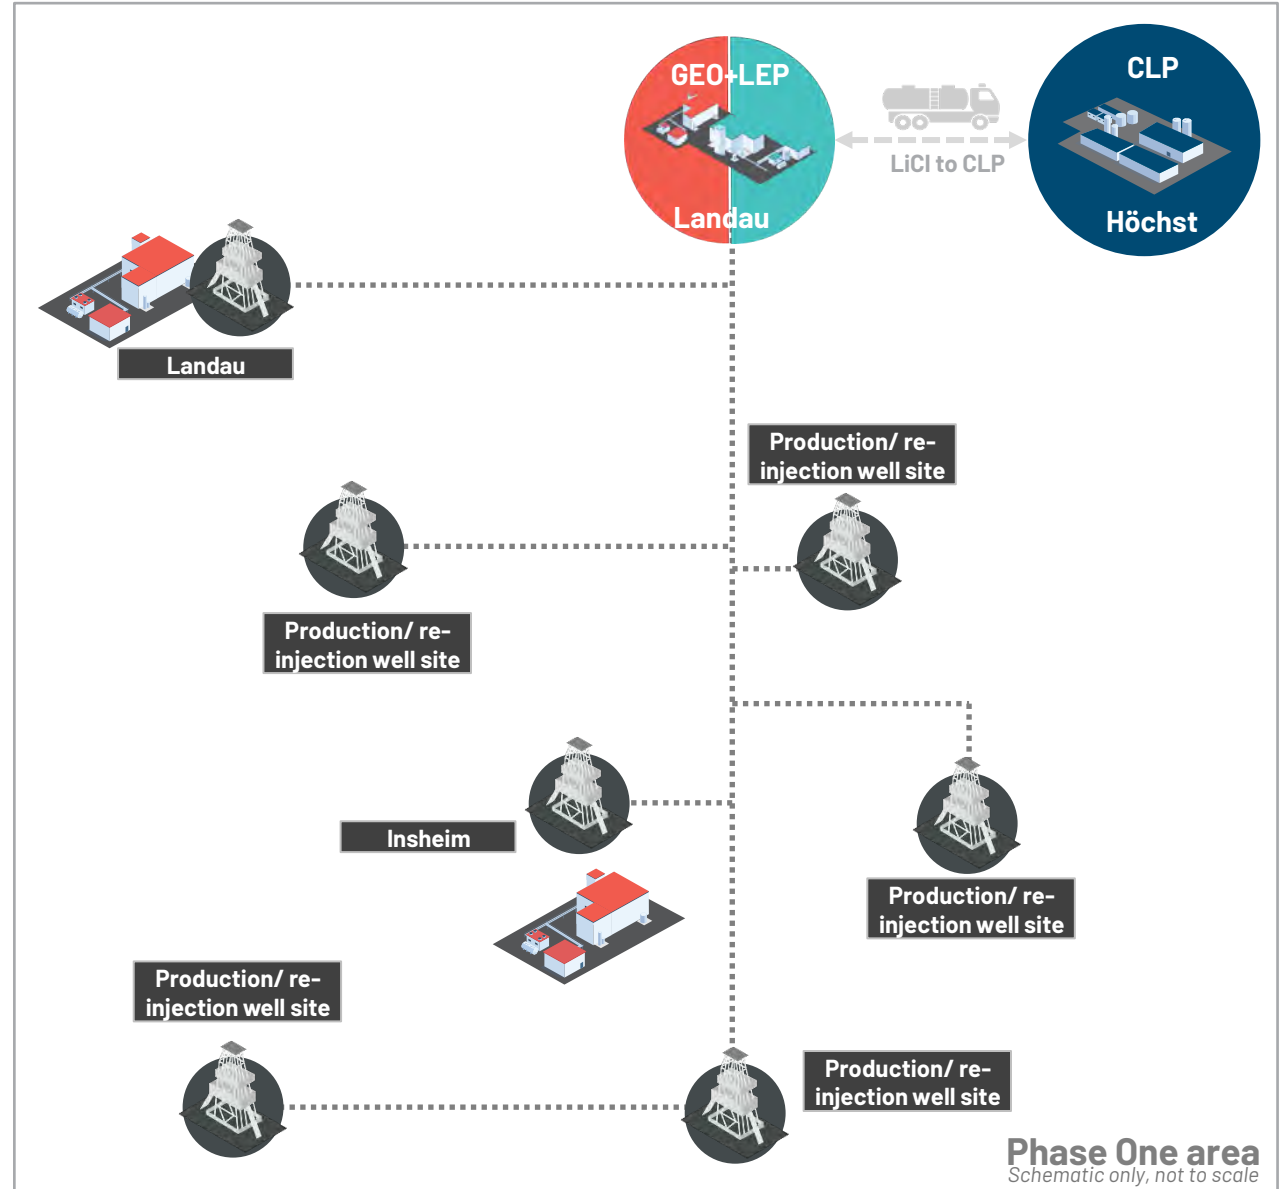 GEO+LEP
Landau
LiCl to CLP
CLP
Höchst
Landau
Production/ re-
injection well site
Production/ re-
injection well site
Insheim
Production/ re-
injection well site
Production/ re-
injection well site
Production/ re-
injection well site
Phase One area
Schematic only, not to scale